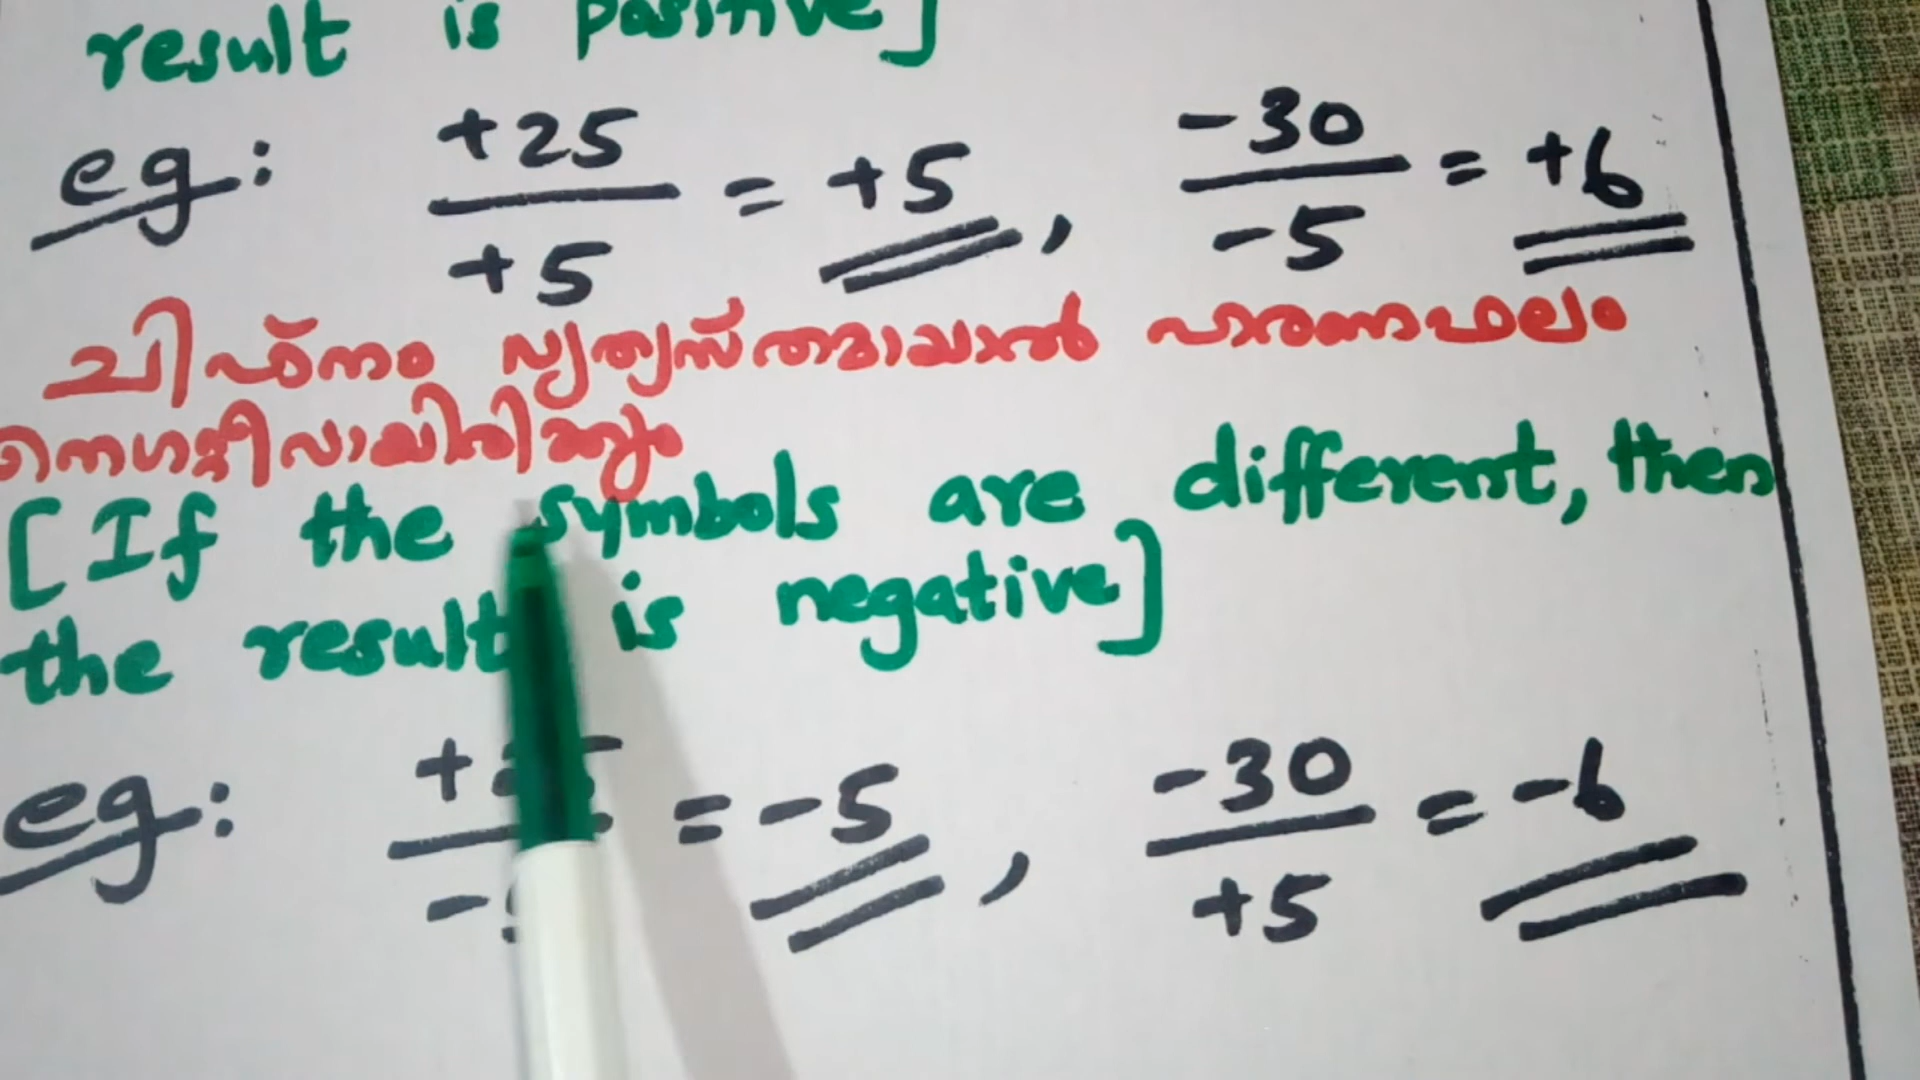 result is positive]
eg: +25/+5 = +5, -30/-5 = +6
ചിഹ്നം വ്യത്യസ്തമായാൽ ഹരണഫലം
നെഗറ്റീവായിരിക്കും
[If the symbols are different, then
the result is negative]
eg: = -5, -30/+5 = -6